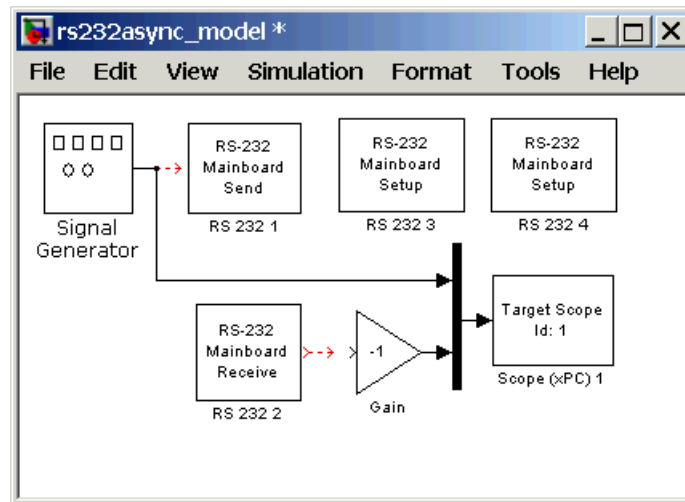 rs232async_model *
File Edit View Simulation Format Tools Help
RS-232
Mainboard
Send
RS 232 1
RS-232
Mainboard
Setup
RS 232 3
RS-232
Mainboard
Setup
RS 232 4
Signal
Generator
RS-232
Mainboard
Receive
RS 232 2
-1
Gain
Target Scope
Id: 1
Scope (xPC) 1